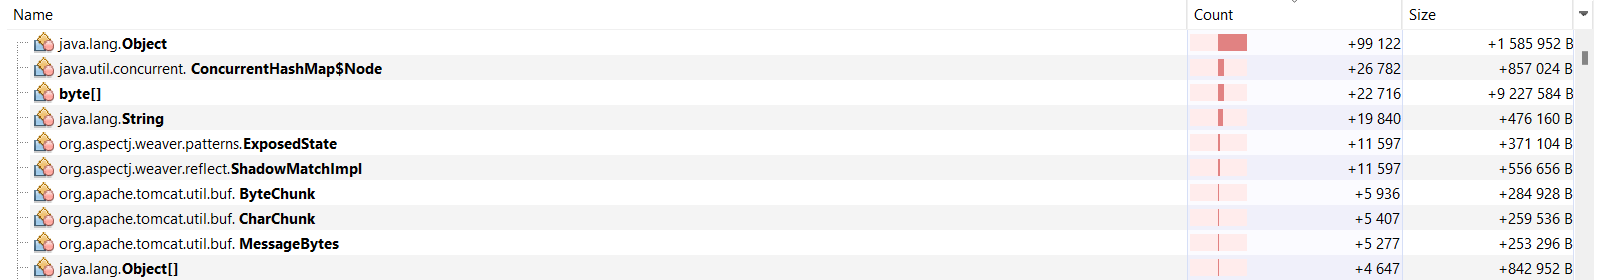 Name Count Size
java.lang.Object +99 122 +1 585 952 B
java.util.concurrent. ConcurrentHashMap$Node +26 782 +857 024 B
byte[] +22 716 +9 227 584 B
java.lang.String +19 840 +476 160 B
org.aspectj.weaver.patterns.ExposedState +11 597 +371 104 B
org.aspectj.weaver.reflect.ShadowMatchImpl +11 597 +556 656 B
org.apache.tomcat.util.buf. ByteChunk +5 936 +284 928 B
org.apache.tomcat.util.buf. CharChunk +5 407 +259 536 B
org.apache.tomcat.util.buf. MessageBytes +5 277 +253 296 B
java.lang.Object[] +4 647 +842 952 B